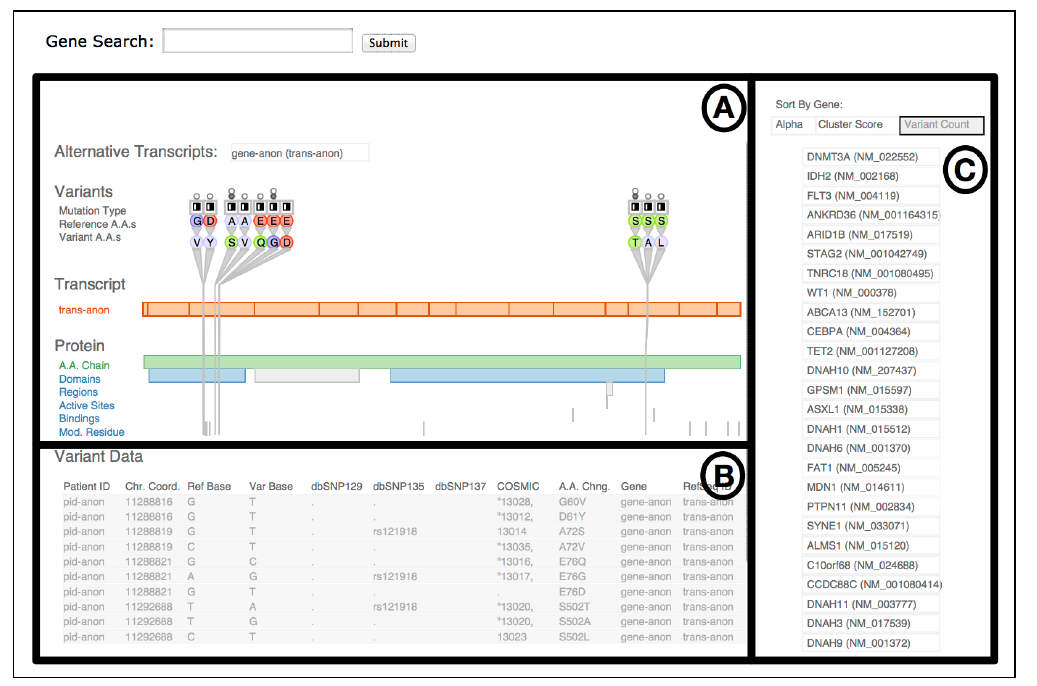 Gene Search: Submit
A
Alternative Transcripts: gene-anon (trans-anon)
Variants
Mutation Type
Reference A.A.s G D A A E E E S S S
Variant A.A.s V Y S V Q G D T A L
Transcript
trans-anon
Protein
A.A. Chain
Domains
Regions
Active Sites
Bindings
Mod. Residue
B
Variant Data
Patient ID Chr. Coord. Ref Base Var Base dbSNP129 dbSNP135 dbSNP137 COSMIC A.A. Chng. Gene RefSeq ID
pid-anon 11288816 G T . . "13028, G60V gene-anon trans-anon
pid-anon 11288816 G T . . "13012, D61Y gene-anon trans-anon
pid-anon 11288819 G T . rs121918 13014 A72S gene-anon trans-anon
pid-anon 11288819 C T . . "13035, A72V gene-anon trans-anon
pid-anon 11288821 G C . . "13016, E76Q gene-anon trans-anon
pid-anon 11288821 A G . rs121918 "13017, E76G gene-anon trans-anon
pid-anon 11288821 G T . . . E76D gene-anon trans-anon
pid-anon 11292688 T A . rs121918 "13020, S502T gene-anon trans-anon
pid-anon 11292688 T G . . "13020, S502A gene-anon trans-anon
pid-anon 11292688 C T . . 13023 S502L gene-anon trans-anon
C
Sort By Gene:
Alpha Cluster Score Variant Count
DNMT3A (NM_022552)
IDH2 (NM_002168)
FLT3 (NM_004119)
ANKRD36 (NM_001164315)
ARID1B (NM_017519)
STAG2 (NM_001042749)
TNRC18 (NM_001080495)
WT1 (NM_000378)
ABCA13 (NM_152701)
CEBPA (NM_004364)
TET2 (NM_001127208)
DNAH10 (NM_207437)
GPSM1 (NM_015597)
ASXL1 (NM_015338)
DNAH1 (NM_015512)
DNAH6 (NM_001370)
FAT1 (NM_005245)
MDN1 (NM_014611)
PTPN11 (NM_002834)
SYNE1 (NM_033071)
ALMS1 (NM_015120)
C10orf68 (NM_024688)
CCDC88C (NM_001080414)
DNAH11 (NM_003777)
DNAH3 (NM_017539)
DNAH9 (NM_001372)